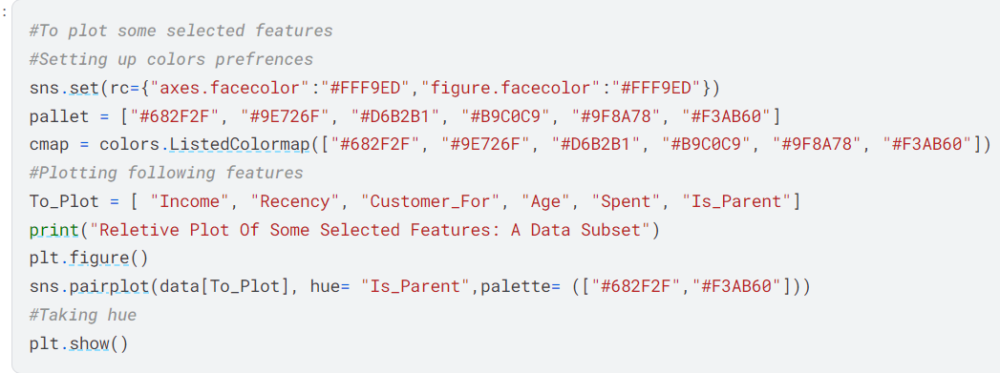 :
#To plot some selected features
#Setting up colors prefrences
sns.set(rc={"axes.facecolor":"#FFF9ED","figure.facecolor":"#FFF9ED"})
pallet = ["#682F2F", "#9E726F", "#D6B2B1", "#B9C0C9", "#9F8A78", "#F3AB60"]
cmap = colors.ListedColormap(["#682F2F", "#9E726F", "#D6B2B1", "#B9C0C9", "#9F8A78", "#F3AB60"])
#Plotting following features
To_Plot = [ "Income", "Recency", "Customer_For", "Age", "Spent", "Is_Parent"]
print("Reletive Plot Of Some Selected Features: A Data Subset")
plt.figure()
sns.pairplot(data[To_Plot], hue= "Is_Parent",palette= (["#682F2F","#F3AB60"]))
#Taking hue
plt.show()